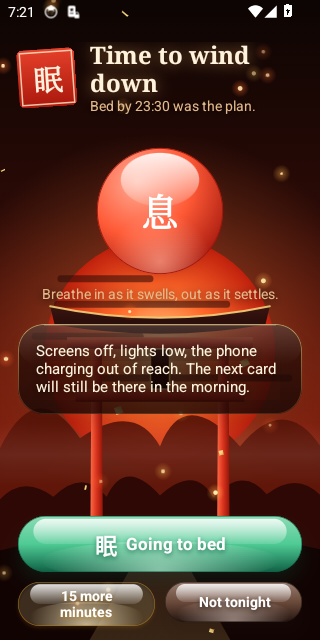 7:21
眠
Time to wind
down
Bed by 23:30 was the plan.
息
Breathe in as it swells, out as it settles.
Screens off, lights low, the phone
charging out of reach. The next card
will still be there in the morning.
眠 Going to bed
15 more
minutes
Not tonight